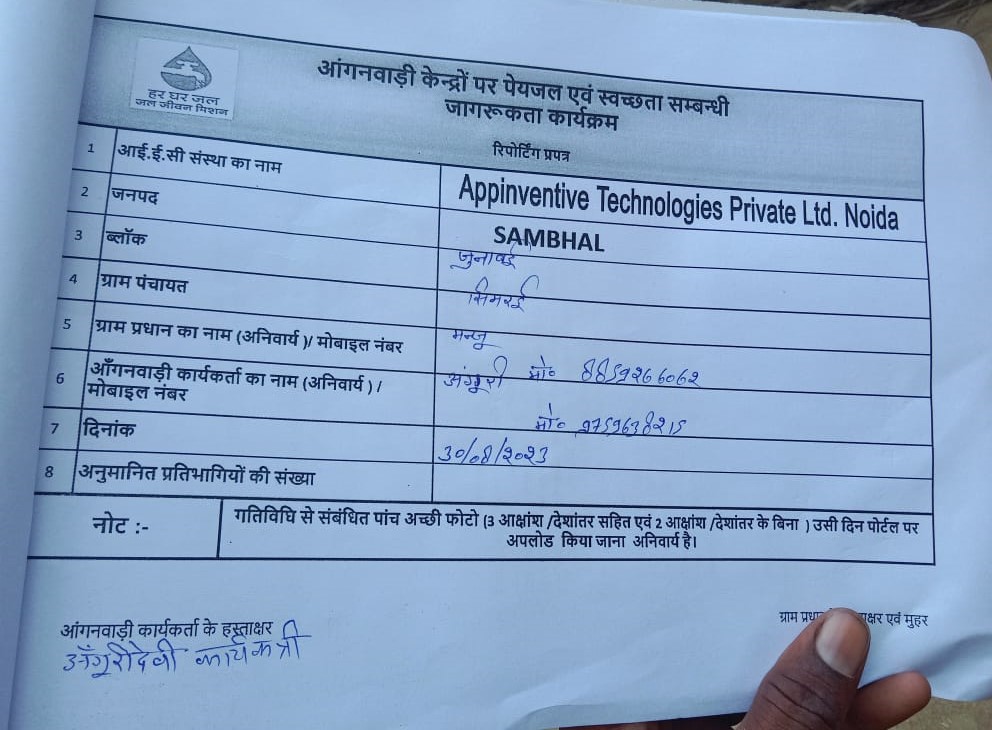 हर घर जल
जल जीवन मिशन
आंगनवाड़ी केन्द्रों पर पेयजल एवं स्वच्छता सम्बन्धी
जागरूकता कार्यक्रम
रिपोर्टिंग प्रपत्र
1 आई.ई.सी संस्था का नाम Appinventive Technologies Private Ltd. Noida
2 जनपद SAMBHAL
3 ब्लॉक जुनावई
4 ग्राम पंचायत सिमरई
5 ग्राम प्रधान का नाम (अनिवार्य )/ मोबाइल नंबर मन्जू मो० 8859266062
6 आँगनवाड़ी कार्यकर्ता का नाम (अनिवार्य ) /
मोबाइल नंबर अंगूरी मो० 9759638215
7 दिनांक 30/08/2023
8 अनुमानित प्रतिभागियों की संख्या
नोट :- गतिविधि से संबंधित पांच अच्छी फोटो (3 आक्षांश /देशांतर सहित एवं 2 आक्षांश /देशांतर के बिना ) उसी दिन पोर्टल पर
अपलोड किया जाना अनिवार्य है।
आंगनवाड़ी कार्यकर्ता के हस्ताक्षर
अँगूरी देवी कार्यकत्री
ग्राम एवं मुहर